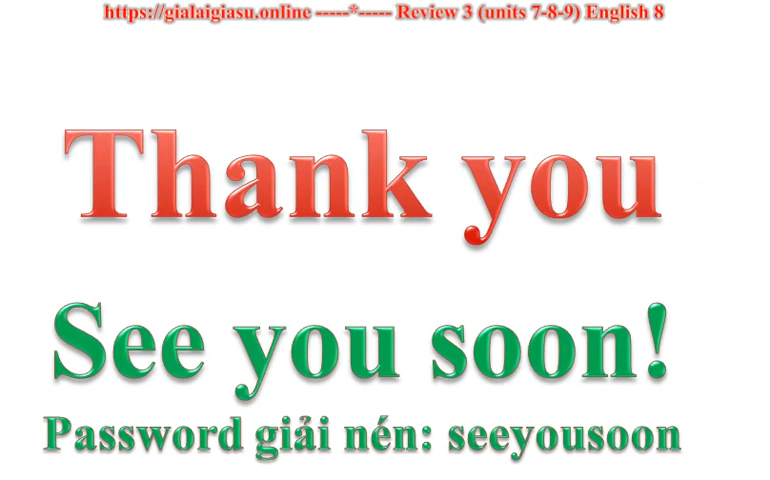 https://gialaigiasu.online -----*----- Review 3 (units 7-8-9) English 8
Thank you
See you soon!
Password giải nén: seeyousoon